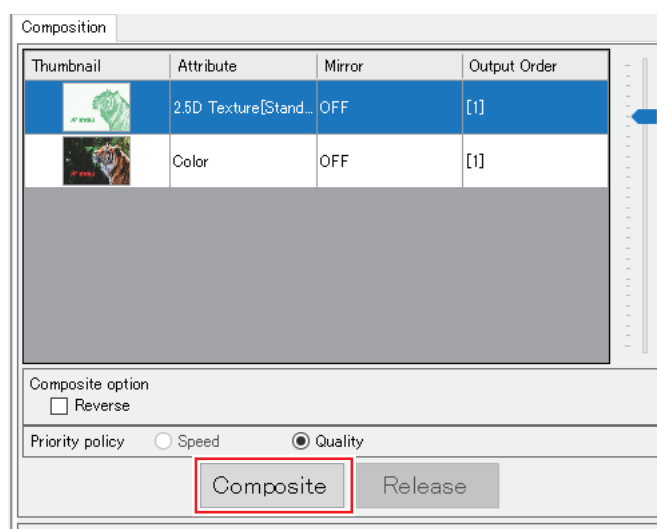 Composition
Thumbnail Attribute Mirror Output Order
2.5D Texture[Stand... OFF [1]
Color OFF [1]
Composite option
Reverse
Priority policy Speed Quality
Composite Release